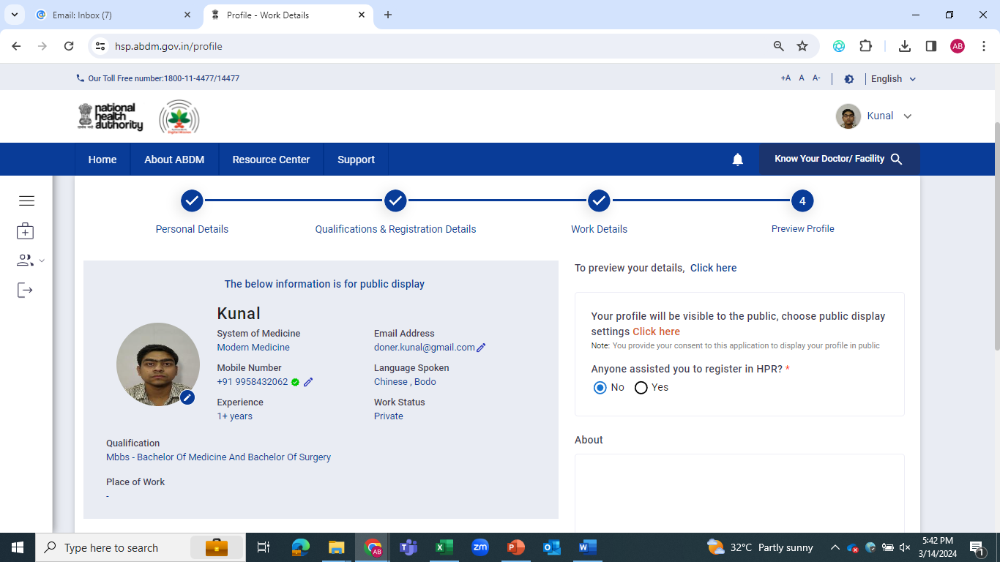 Email: Inbox (7)
Profile - Work Details
hsp.abdm.gov.in/profile
AB
Our Toll Free number:1800-11-4477/14477
+A A A-
English
national
health
authority
Kunal
Home
About ABDM
Resource Center
Support
Know Your Doctor/ Facility
4
Personal Details
Qualifications & Registration Details
Work Details
Preview Profile
The below information is for public display
Kunal
System of Medicine
Modern Medicine
Email Address
doner.kunal@gmail.com
Mobile Number
+91 9958432062
Language Spoken
Chinese , Bodo
Experience
1+ years
Work Status
Private
Qualification
Mbbs - Bachelor Of Medicine And Bachelor Of Surgery
Place of Work
-
To preview your details, Click here
Your profile will be visible to the public, choose public display
settings Click here
Note: You provide your consent to this application to display your profile in public
Anyone assisted you to register in HPR? *
No Yes
About
Type here to search
AB
zm
32°C Partly sunny
5:42 PM
3/14/2024
1